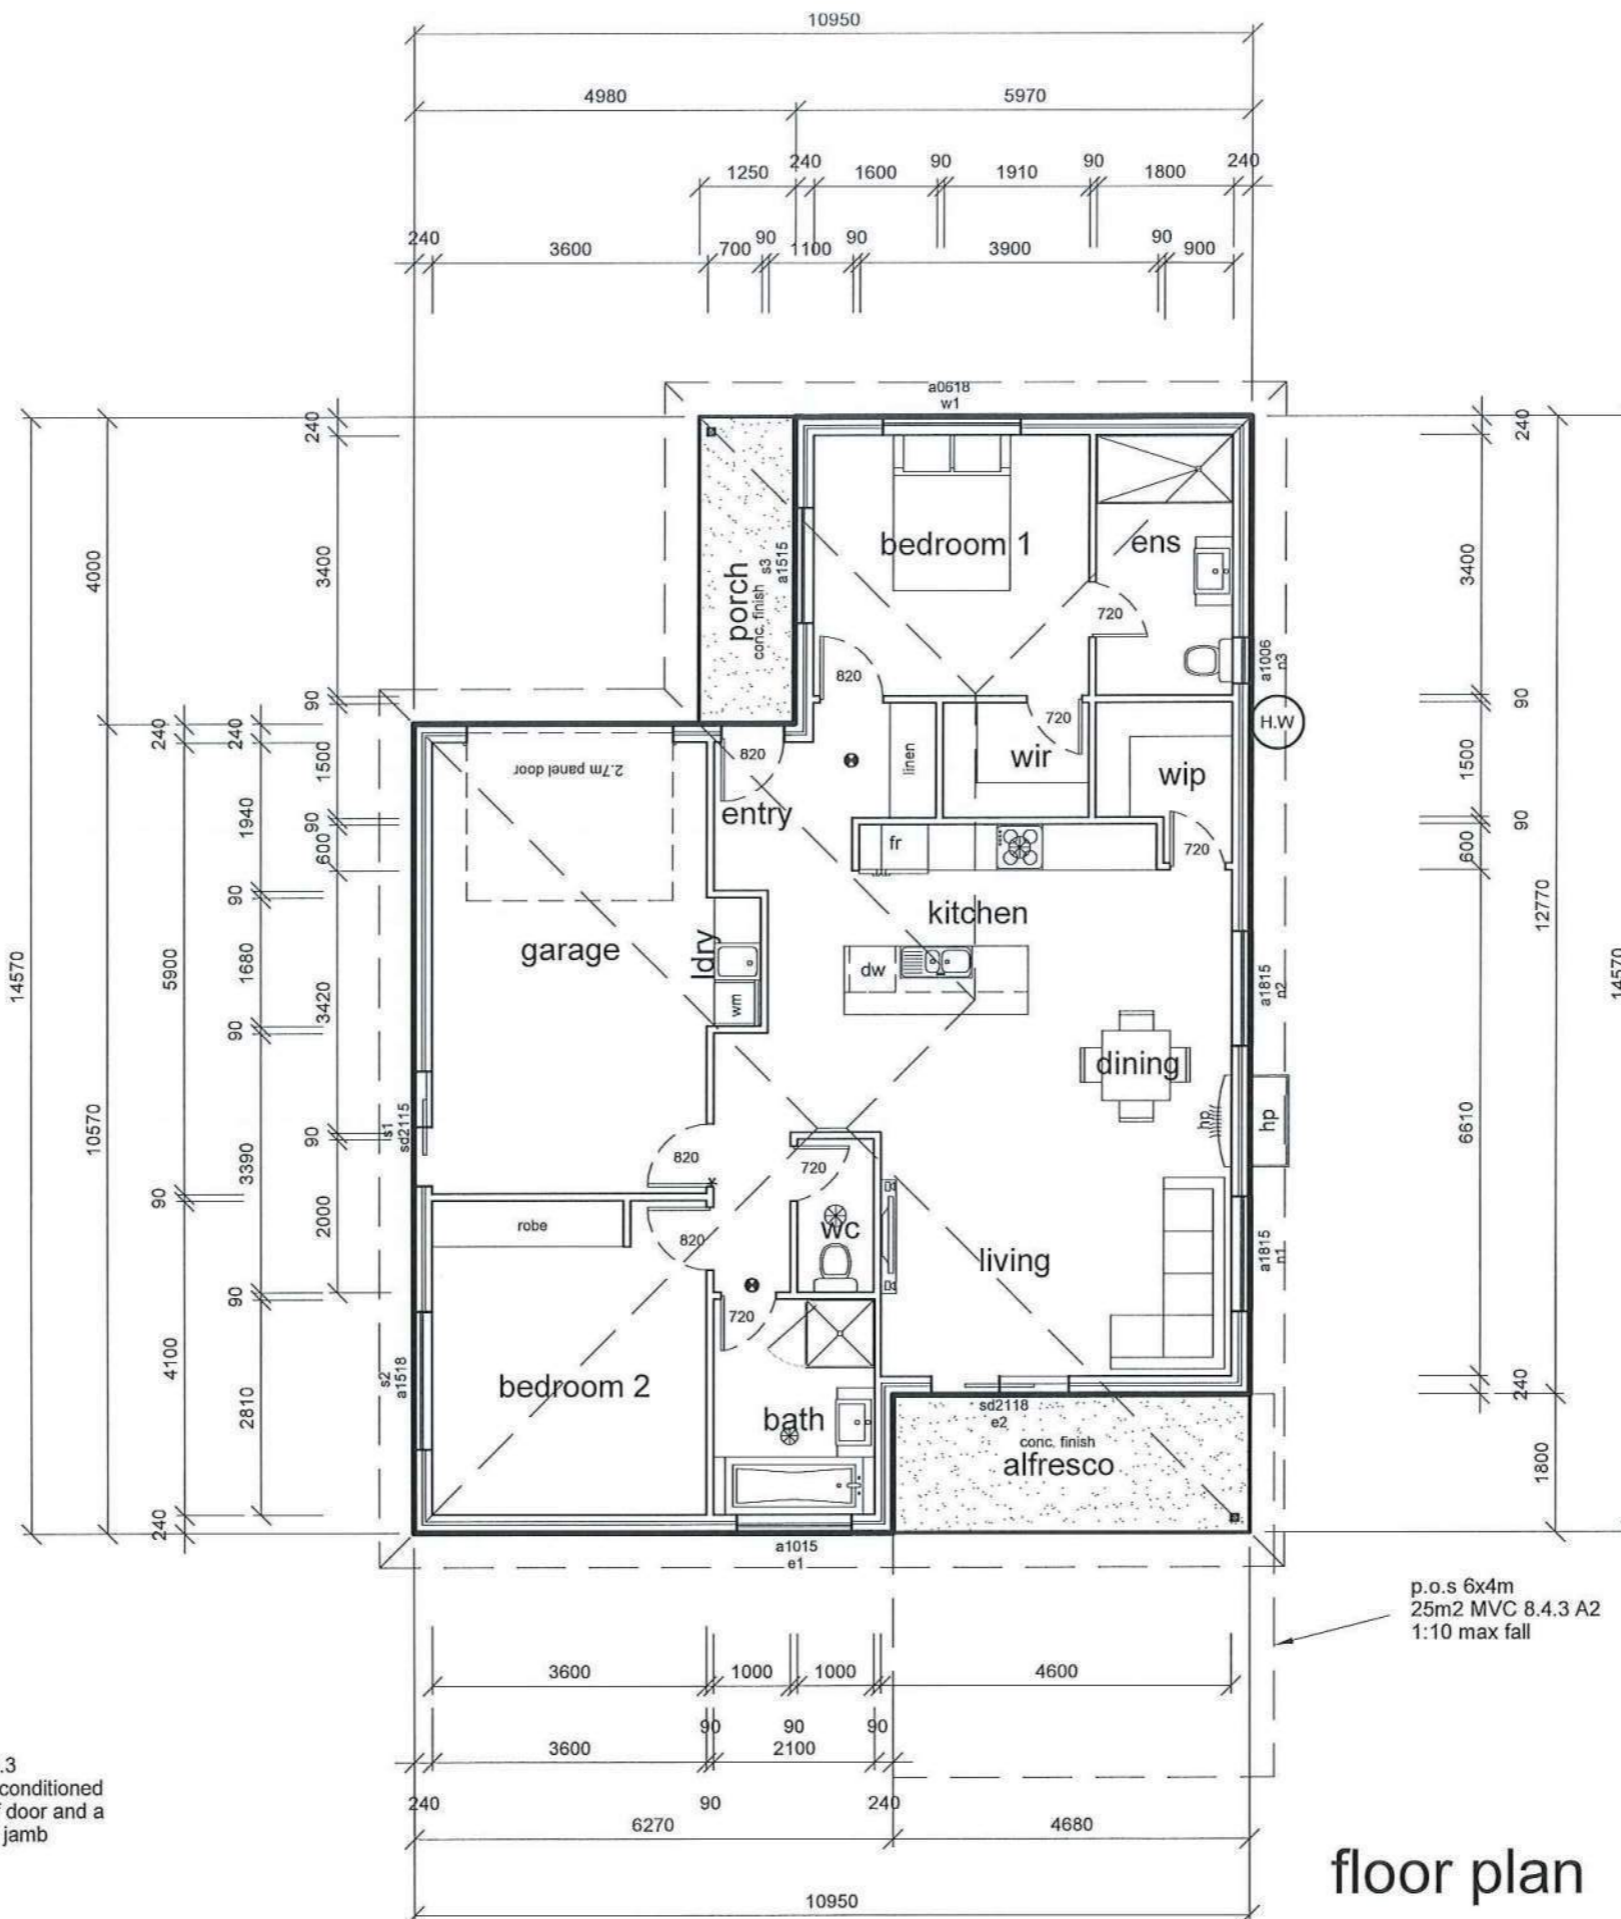 10950
4980 5970
1250 240 1600 90 1910 90 1800 240
240 3600 700 90 1100 90 3900 90 900
a0618
w1
240
3400
90
1500
90
600
3420
90
2000
4000
10570
14570
240
5900
90
4100
240
240
1940
90
1680
90
3390
90
2810
240
3400
90
1500
90
600
6610
240
12770
1800
14570
porch
conc. finish
s3
a1515
bedroom 1
ens
720
820
a1006
n3
H.W
720
linen
wir
wip
820
2.7m panel door
entry
fr
720
kitchen
garage
ldry
dw
wm
a1815
n2
dining
hp
hp
s1
sd2115
820
720
robe
wc
820
living
a1815
n1
720
s2
a1518
bedroom 2
bath
sd2118
e2
conc. finish
alfresco
a1015
e1
p.o.s 6x4m
25m2 MVC 8.4.3 A2
1:10 max fall
3600 1000 1000 4600
90 90 90
3600 2100
240 90 240
6270 4680
10950
.3
conditioned
door and a
jamb
floor plan